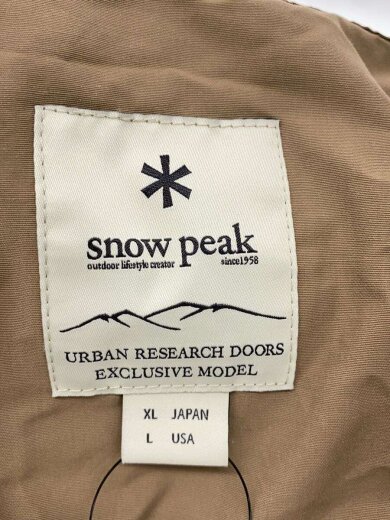 snow peak
outdoor lifestyle creator since1958
URBAN RESEARCH DOORS
EXCLUSIVE MODEL
XL JAPAN
L USA